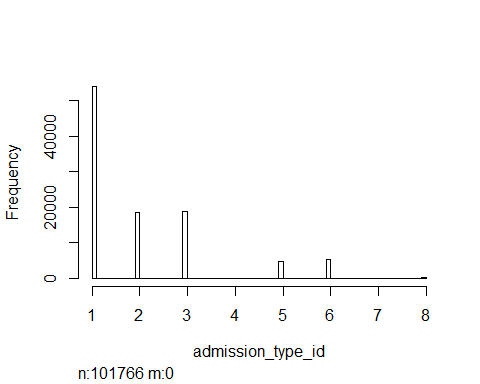 Frequency
0
20000
40000
1 2 3 4 5 6 7 8
admission_type_id
n:101766 m:0